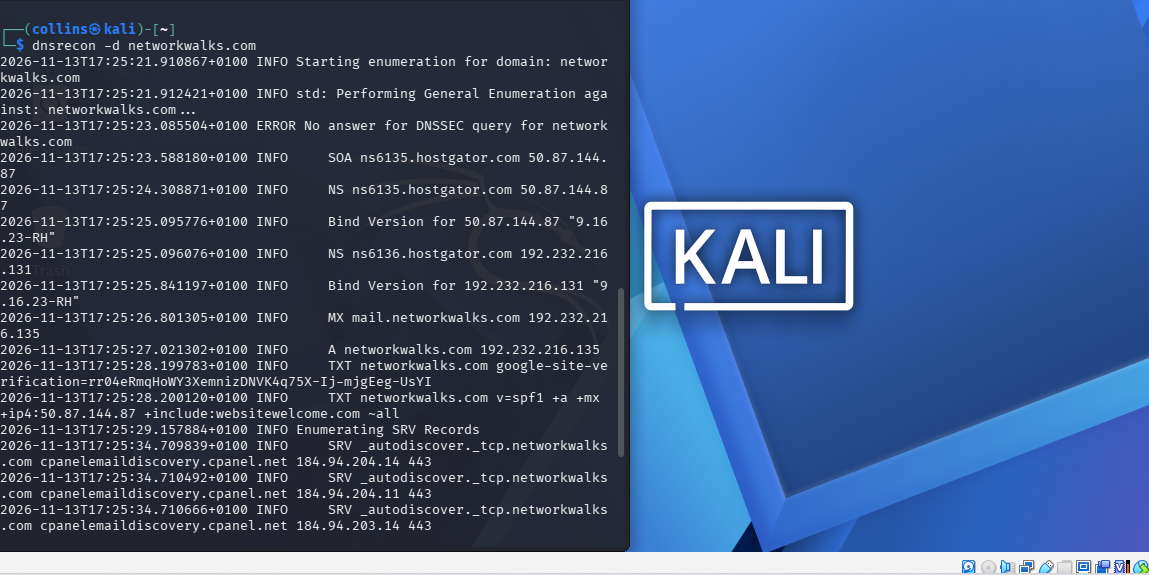 ┌──(collins㉿kali)-[~]
└─$ dnsrecon -d networkwalks.com
2026-11-13T17:25:21.910867+0100 INFO Starting enumeration for domain: networ
kwalks.com
2026-11-13T17:25:21.912421+0100 INFO std: Performing General Enumeration aga
inst: networkwalks.com...
2026-11-13T17:25:23.085504+0100 ERROR No answer for DNSSEC query for network
walks.com
2026-11-13T17:25:23.588180+0100 INFO     SOA ns6135.hostgator.com 50.87.144.
87
2026-11-13T17:25:24.308871+0100 INFO     NS ns6135.hostgator.com 50.87.144.8
7
2026-11-13T17:25:25.095776+0100 INFO     Bind Version for 50.87.144.87 "9.16
.23-RH"
2026-11-13T17:25:25.096076+0100 INFO     NS ns6136.hostgator.com 192.232.216
.131
Trash
2026-11-13T17:25:25.841197+0100 INFO     Bind Version for 192.232.216.131 "9
.16.23-RH"
2026-11-13T17:25:26.801305+0100 INFO     MX mail.networkwalks.com 192.232.21
6.135
2026-11-13T17:25:27.021302+0100 INFO     A networkwalks.com 192.232.216.135
2026-11-13T17:25:28.199783+0100 INFO     TXT networkwalks.com google-site-ve
rification=rr04eRmqHoWY3XemnizDNVK4q75X-Ij-mjgEeg-UsYI
2026-11-13T17:25:28.200120+0100 INFO     TXT networkwalks.com v=spf1 +a +mx 
+ip4:50.87.144.87 +include:websitewelcome.com ~all
2026-11-13T17:25:29.157884+0100 INFO Enumerating SRV Records
2026-11-13T17:25:34.709839+0100 INFO     SRV _autodiscover._tcp.networkwalks
.com cpanelemaildiscovery.cpanel.net 184.94.204.14 443
2026-11-13T17:25:34.710492+0100 INFO     SRV _autodiscover._tcp.networkwalks
.com cpanelemaildiscovery.cpanel.net 184.94.204.11 443
2026-11-13T17:25:34.710666+0100 INFO     SRV _autodiscover._tcp.networkwalks
.com cpanelemaildiscovery.cpanel.net 184.94.203.14 443
KALI